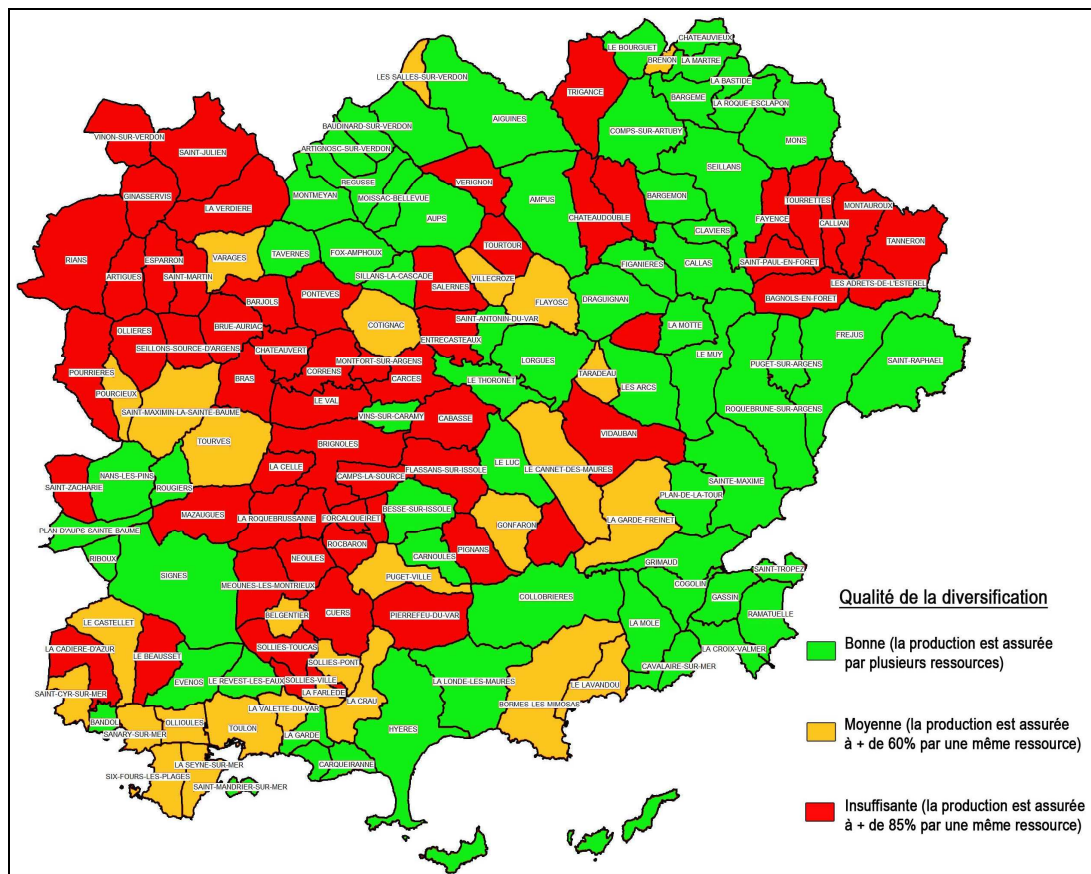 CHATEAUVIEUX
LE BOURGUET
BRENON
LA MARTRE
LES SALLES-SUR-VERDON
LA BASTIDE
TRIGANCE
BARGEME
LA ROQUE-ESCLAPON
AIGUINES
BAUDINARD-SUR-VERDON
COMPS-SUR-ARTUBY
VINON-SUR-VERDON
MONS
ARTIGNOSC-SUR-VERDON
SAINT-JULIEN
SEILLANS
REGUSSE
VERIGNON
GINASSERVIS
MONTMEYAN
MOISSAC-BELLEVUE
BARGEMON
AMPUS
TOURRETTES
LA VERDIERE
MONTAUROUX
AUPS
CHATEAUDOUBLE
FAYENCE
CALLIAN
CLAVIERS
TANNERON
TOURTOUR
FOX-AMPHOUX
TAVERNES
VARAGES
RIANS
ESPARRON
SAINT-PAUL-EN-FORET
FIGANIERES
CALLAS
ARTIGUES
SAINT-MARTIN
SILLANS-LA-CASCADE
VILLECROZE
LES ADRETS-DE-L'ESTEREL
SALERNES
PONTEVES
BAGNOLS-EN-FORET
BARJOLS
FLAYOSC
DRAGUIGNAN
SAINT-ANTONIN-DU-VAR
BRUE-AURIAC
COTIGNAC
LA MOTTE
OLLIERES
FREJUS
ENTRECASTEAUX
SEILLONS-SOURCE-D'ARGENS
CHATEAUVERT
LE MUY
LORGUES
SAINT-RAPHAEL
MONTFORT-SUR-ARGENS
PUGET-SUR-ARGENS
CORRENS
TARADEAU
POURRIERES
BRAS
CARCES
LE THORONET
LES ARCS
POURCIEUX
LE VAL
ROQUEBRUNE-SUR-ARGENS
SAINT-MAXIMIN-LA-SAINTE-BAUME
VINS-SUR-CARAMY
CABASSE
VIDAUBAN
TOURVES
BRIGNOLES
LE LUC
LE CANNET-DES-MAURES
LA CELLE
FLASSANS-SUR-ISSOLE
NANS-LES-PINS
CAMPS-LA-SOURCE
SAINTE-MAXIME
SAINT-ZACHARIE
ROUGIERS
PLAN-DE-LA-TOUR
BESSE-SUR-ISSOLE
MAZAUGUES
LA ROQUEBRUSSANNE
FORCALQUEIRET
LA GARDE-FREINET
GONFARON
PLAN D'AUPS SAINTE BAUME
ROCBARON
PIGNANS
RIBOUX
CARNOULES
NEOULES
GRIMAUD
SAINT-TROPEZ
SIGNES
PUGET-VILLE
COGOLIN
MEOUNES-LES-MONTRIEUX
GASSIN
COLLOBRIERES
RAMATUELLE
CUERS
PIERREFEU-DU-VAR
BELGENTIER
LE CASTELLET
LA MOLE
LA CROIX-VALMER
SOLLIES-TOUCAS
LA CADIERE-D'AZUR
LE BEAUSSET
SOLLIES-PONT
CAVALAIRE-SUR-MER
EVENOS
LE REVEST-LES-EAUX
SOLLIES-VILLE
LA LONDE-LES-MAURES
LE LAVANDOU
SAINT-CYR-SUR-MER
LA FARLEDE
LA CRAU
BORMES LES MIMOSAS
LA VALETTE-DU-VAR
BANDOL
OLLIOULES
TOULON
HYERES
SANARY-SUR-MER
LA GARDE
LA SEYNE-SUR-MER
CARQUEIRANNE
SIX-FOURS-LES-PLAGES
SAINT-MANDRIER-SUR-MER
Qualité de la diversification
Bonne (la production est assurée
par plusieurs ressources)
Moyenne (la production est assurée
à + de 60% par une même ressource)
Insuffisante (la production est assurée
à + de 85% par une même ressource)